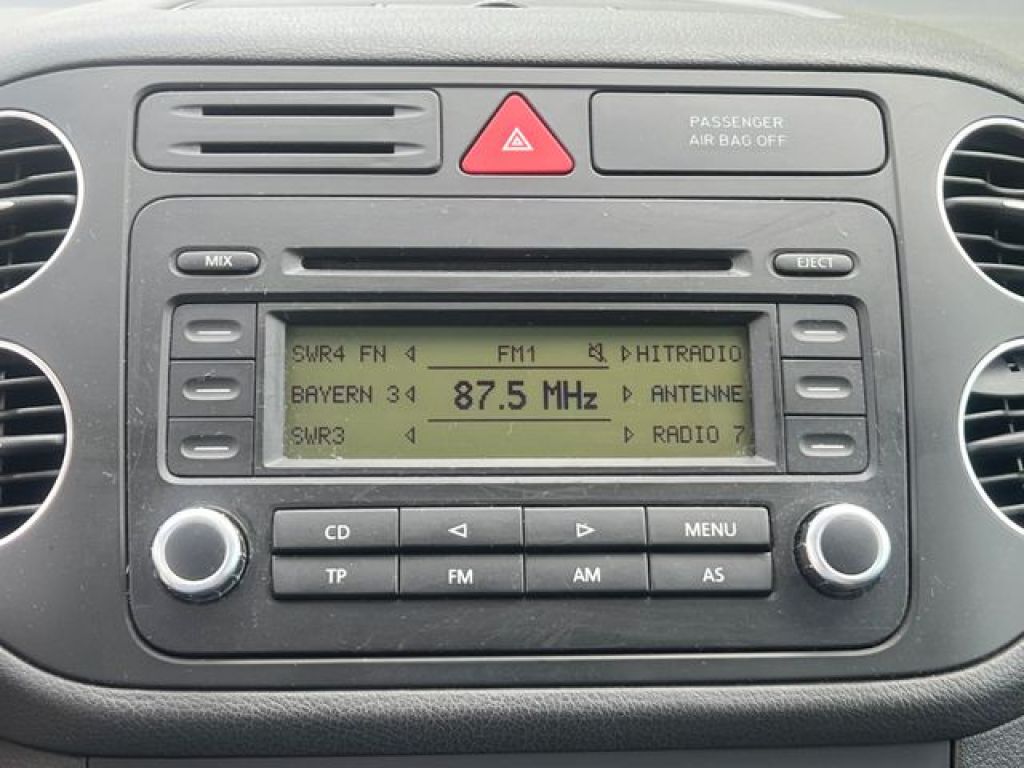 PASSENGER
AIR BAG OFF
MIX
EJECT
SWR4 FN FM1 HITRADIO
BAYERN 3 87.5 MHz ANTENNE
SWR3 RADIO 7
CD MENU
TP FM AM AS